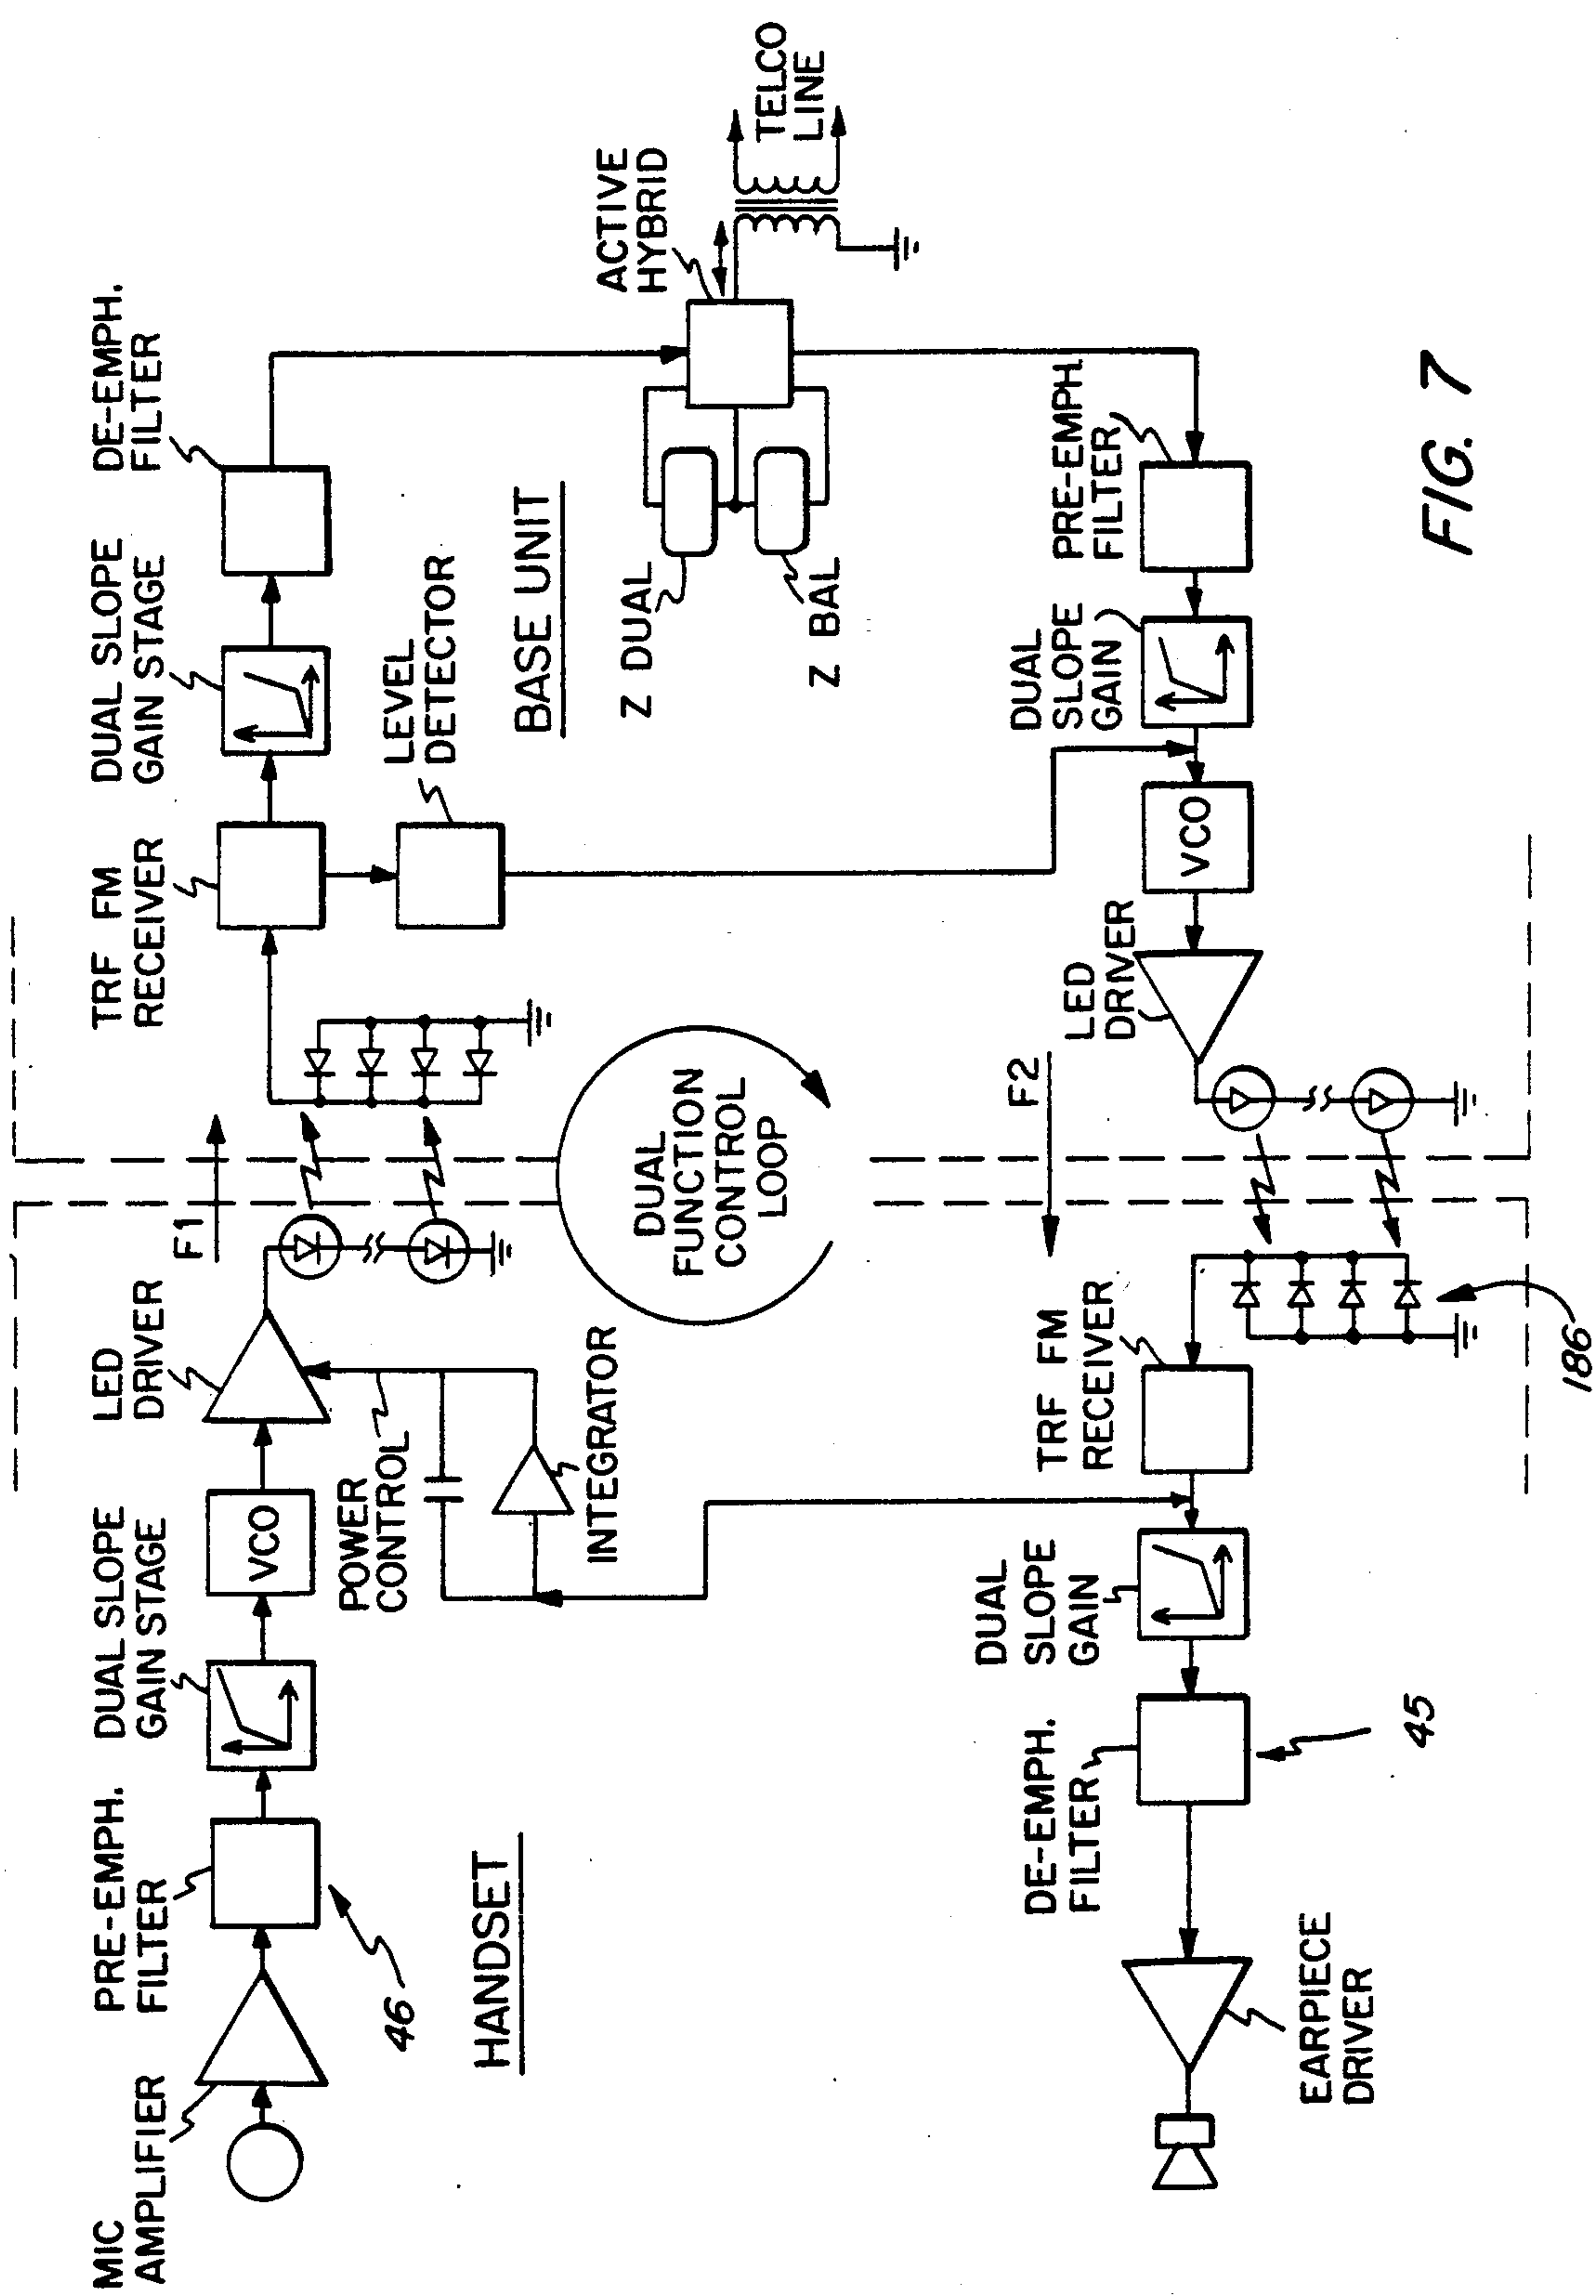 MIC
AMPLIFIER
PRE-EMPH.
FILTER
DUAL SLOPE
GAIN STAGE
VCO
LED
DRIVER
F1
TRF FM
RECEIVER
DUAL SLOPE
GAIN STAGE
DE-EMPH.
FILTER
46
HANDSET
POWER
CONTROL
INTEGRATOR
DUAL
FUNCTION
CONTROL
LOOP
LEVEL
DETECTOR
BASE UNIT
Z DUAL
Z BAL
ACTIVE
HYBRID
TELCO
LINE
EARPIECE
DRIVER
DE-EMPH.
FILTER
45
DUAL
SLOPE
GAIN
TRF FM
RECEIVER
186
F2
LED
DRIVER
VCO
DUAL
SLOPE
GAIN
PRE-EMPH.
FILTER
FIG. 7